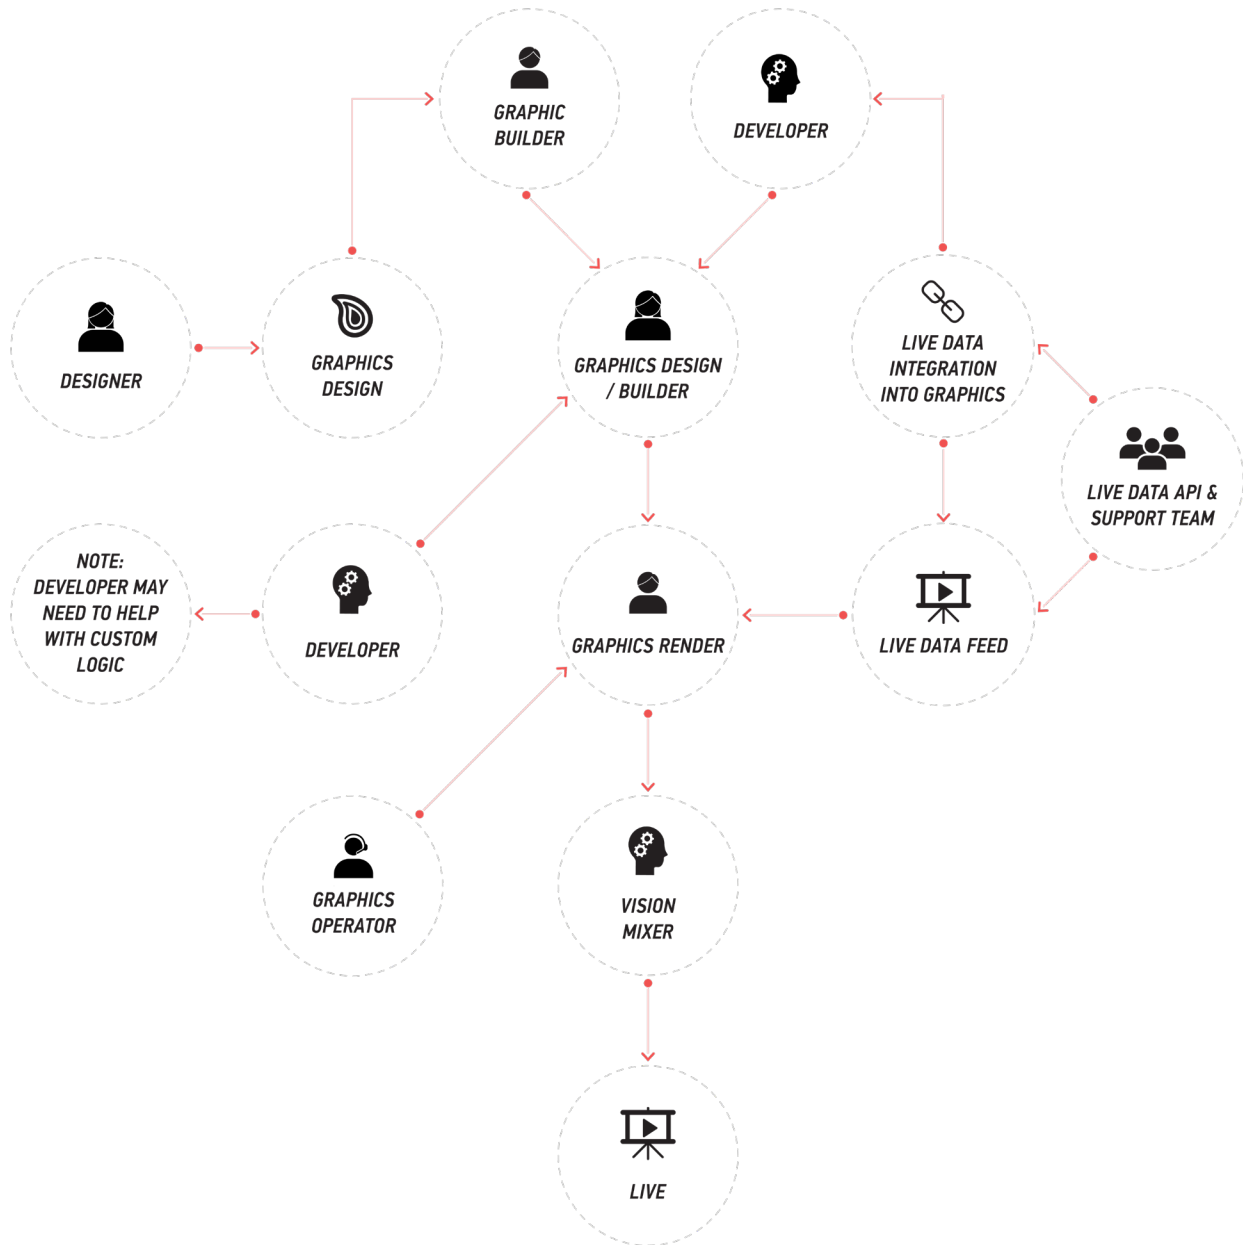 GRAPHIC
BUILDER
DEVELOPER
DESIGNER
GRAPHICS
DESIGN
GRAPHICS DESIGN
/ BUILDER
LIVE DATA
INTEGRATION
INTO GRAPHICS
LIVE DATA API &
SUPPORT TEAM
NOTE:
DEVELOPER MAY
NEED TO HELP
WITH CUSTOM
LOGIC
DEVELOPER
GRAPHICS RENDER
LIVE DATA FEED
GRAPHICS
OPERATOR
VISION
MIXER
LIVE